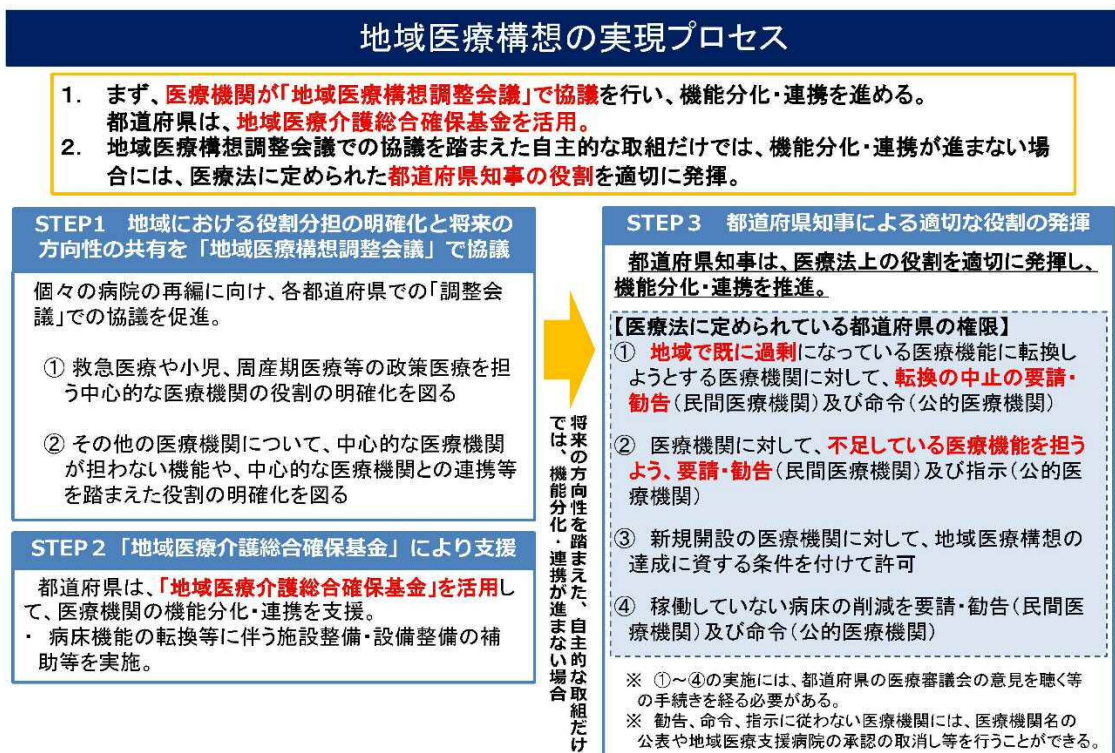 地域医療構想の実現プロセス
1. まず、医療機関が「地域医療構想調整会議」で協議を行い、機能分化・連携を進める。
都道府県は、地域医療介護総合確保基金を活用。
2. 地域医療構想調整会議での協議を踏まえた自主的な取組だけでは、機能分化・連携が進まない場
合には、医療法に定められた都道府県知事の役割を適切に発揮。
STEP1 地域における役割分担の明確化と将来の
方向性の共有を「地域医療構想調整会議」で協議
個々の病院の再編に向け、各都道府県での「調整会
議」での協議を促進。
① 救急医療や小児、周産期医療等の政策医療を担
う中心的な医療機関の役割の明確化を図る
② その他の医療機関について、中心的な医療機関
が担わない機能や、中心的な医療機関との連携等
を踏まえた役割の明確化を図る
STEP2「地域医療介護総合確保基金」により支援
都道府県は、「地域医療介護総合確保基金」を活用し
て、医療機関の機能分化・連携を支援。
・ 病床機能の転換等に伴う施設整備・設備整備の補
助等を実施。
将来の方向性を踏まえた、自主的な取組だけ
では、機能分化・連携が進まない場合
STEP3 都道府県知事による適切な役割の発揮
都道府県知事は、医療法上の役割を適切に発揮し、
機能分化・連携を推進。
【医療法に定められている都道府県の権限】
① 地域で既に過剰になっている医療機能に転換し
ようとする医療機関に対して、転換の中止の要請・
勧告(民間医療機関)及び命令(公的医療機関)
② 医療機関に対して、不足している医療機能を担う
よう、要請・勧告(民間医療機関)及び指示(公的医
療機関)
③ 新規開設の医療機関に対して、地域医療構想の
達成に資する条件を付けて許可
④ 稼働していない病床の削減を要請・勧告(民間医
療機関)及び命令(公的医療機関)
※ ①~④の実施には、都道府県の医療審議会の意見を聴く等
の手続きを経る必要がある。
※ 勧告、命令、指示に従わない医療機関には、医療機関名の
公表や地域医療支援病院の承認の取消し等を行うことができる。